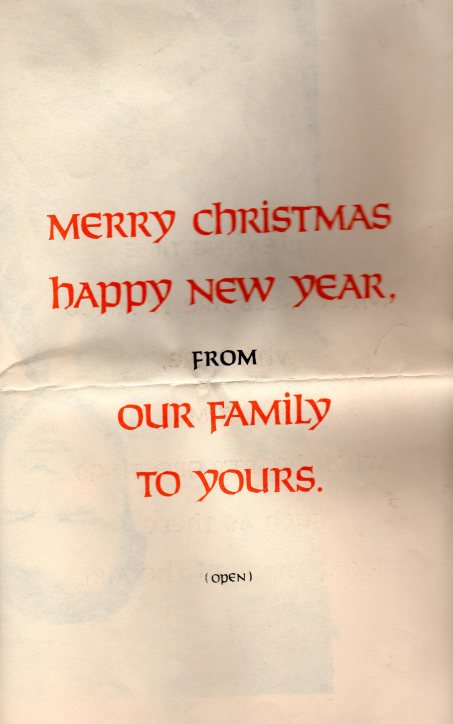 MERRY ChRiSTMAS
hAppy NEW yEAR,
FROM
OUR FAMiLy
TO yOURS.
(OpEN)